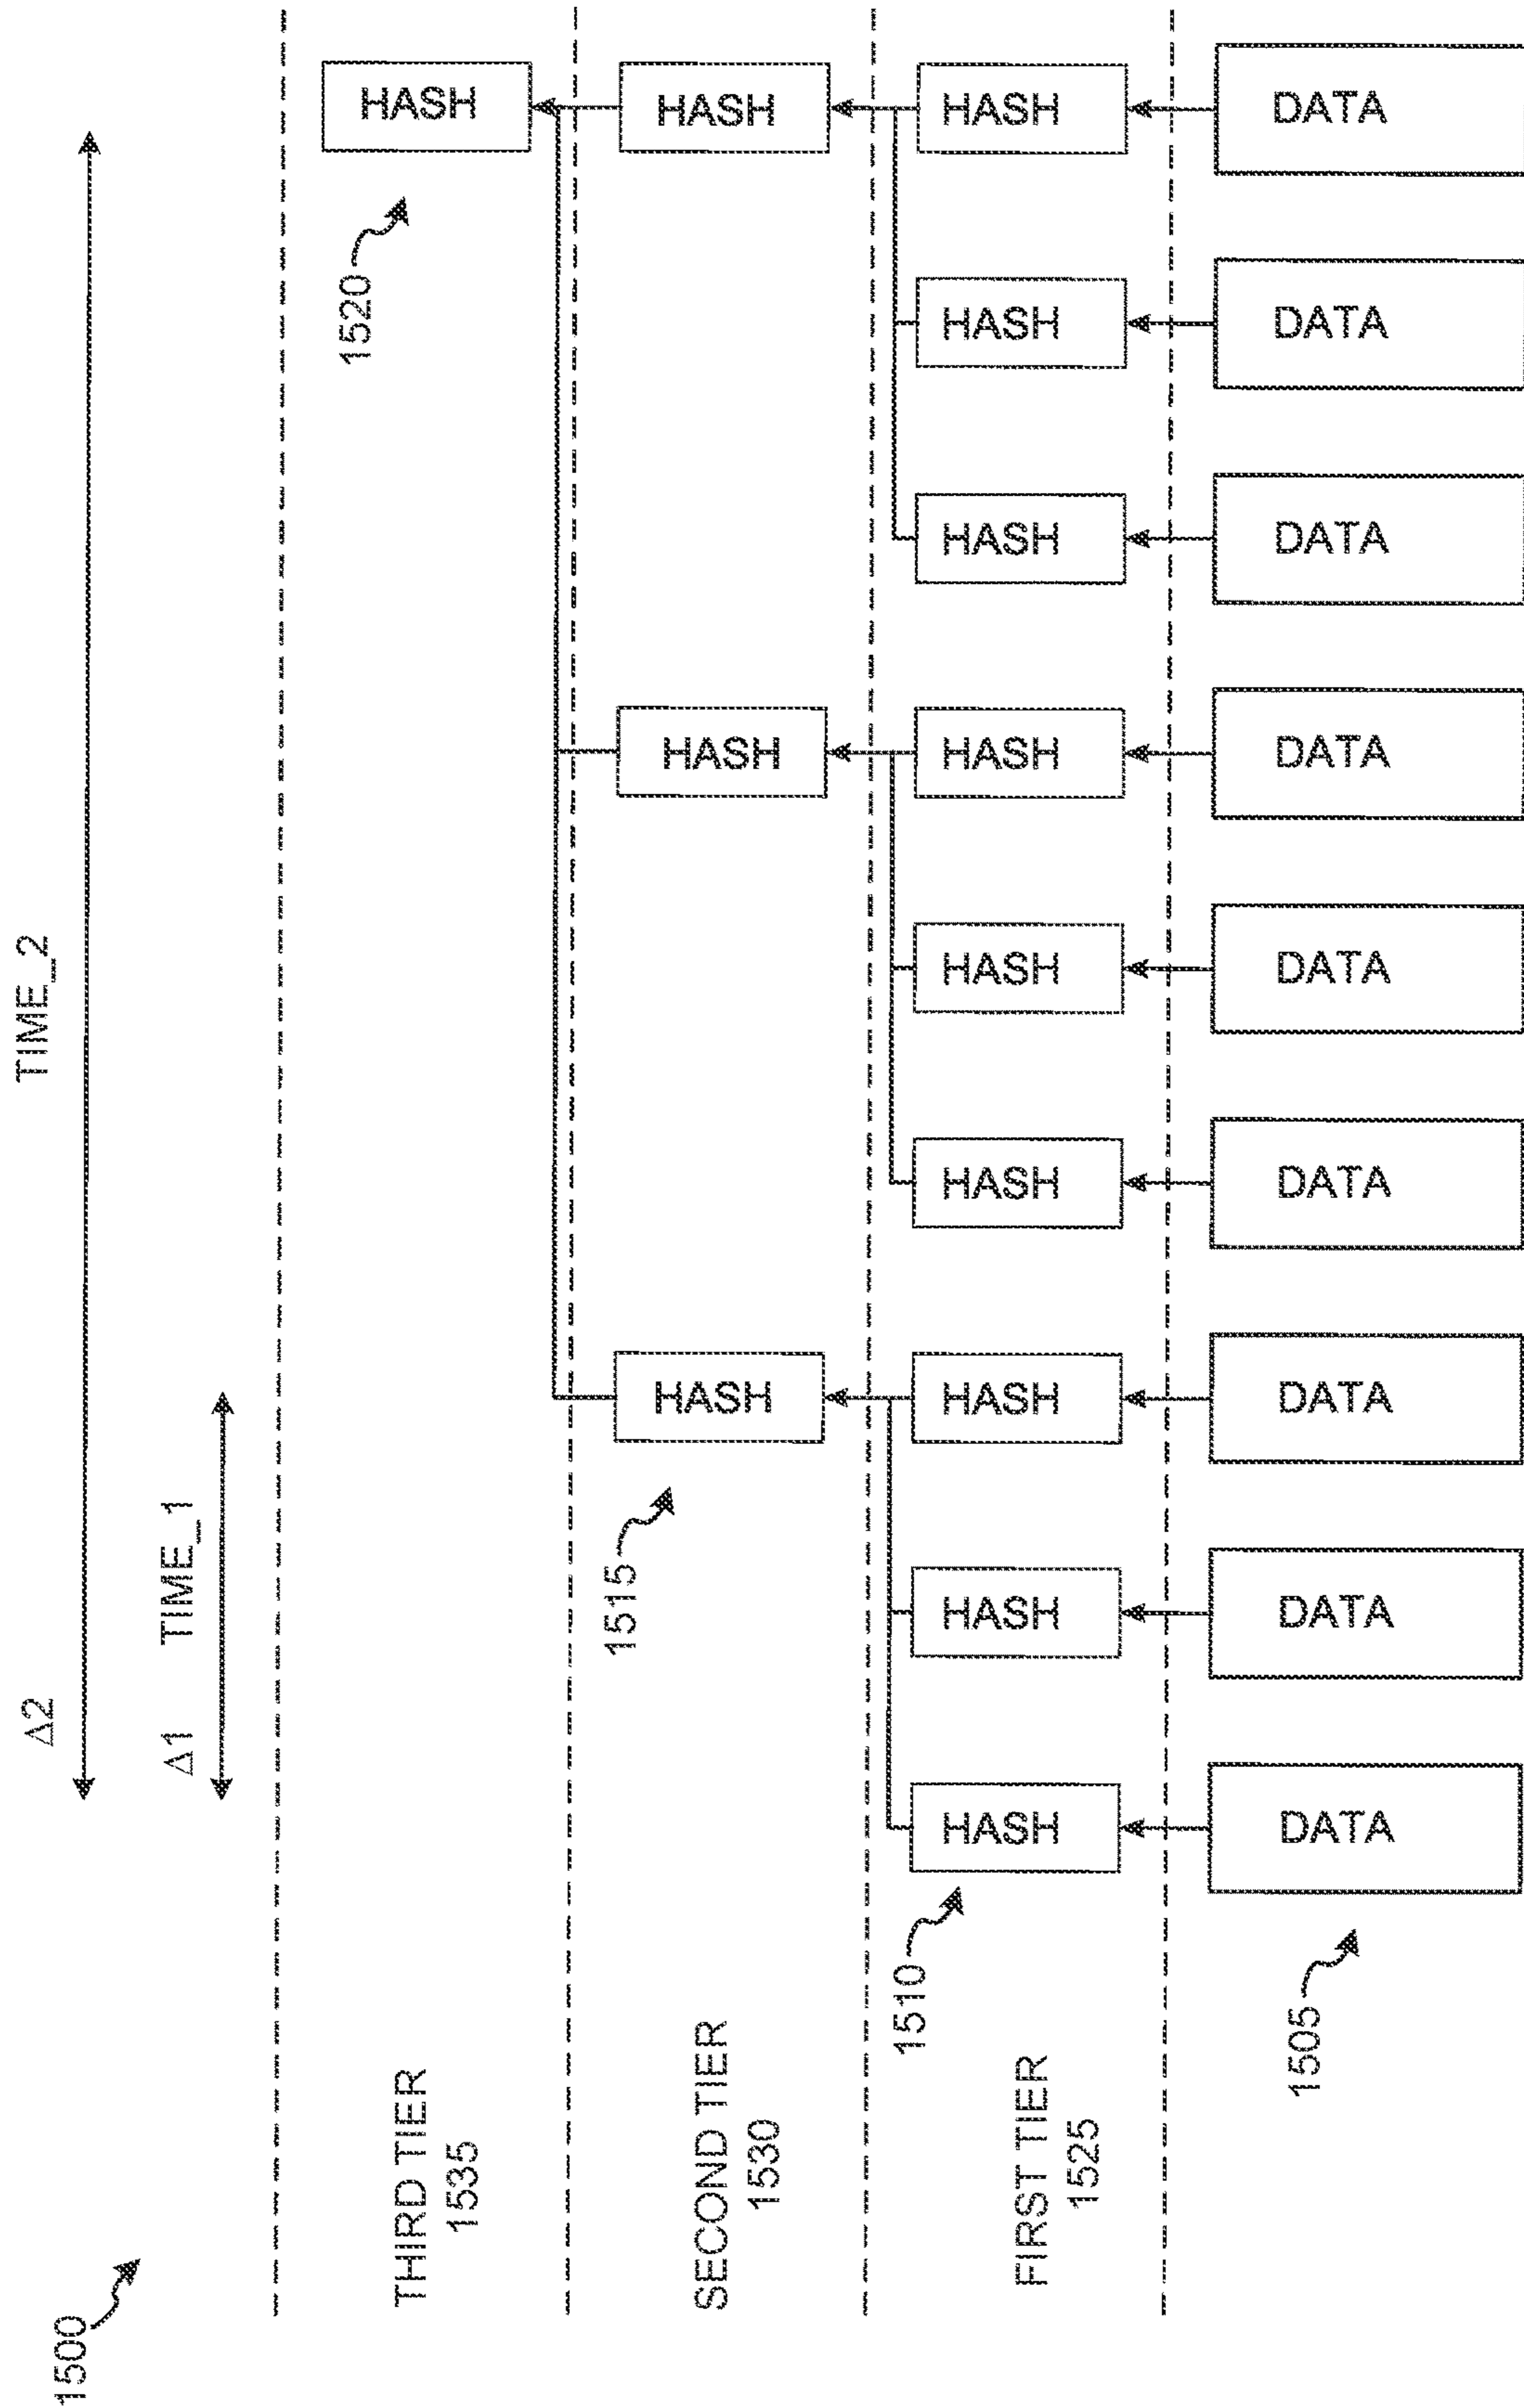 1500
Δ2
TIME_2
Δ1
TIME_1
THIRD TIER
1535
HASH
1520
SECOND TIER
1530
1515
HASH
HASH
HASH
FIRST TIER
1525
1510
HASH
HASH
HASH
HASH
HASH
HASH
HASH
HASH
HASH
1505
DATA
DATA
DATA
DATA
DATA
DATA
DATA
DATA
DATA